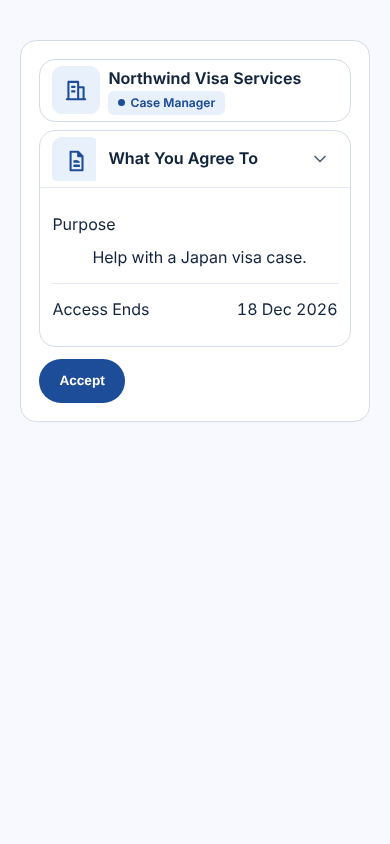 Northwind Visa Services
Case Manager
What You Agree To
Purpose
Help with a Japan visa case.
Access Ends 18 Dec 2026
Accept